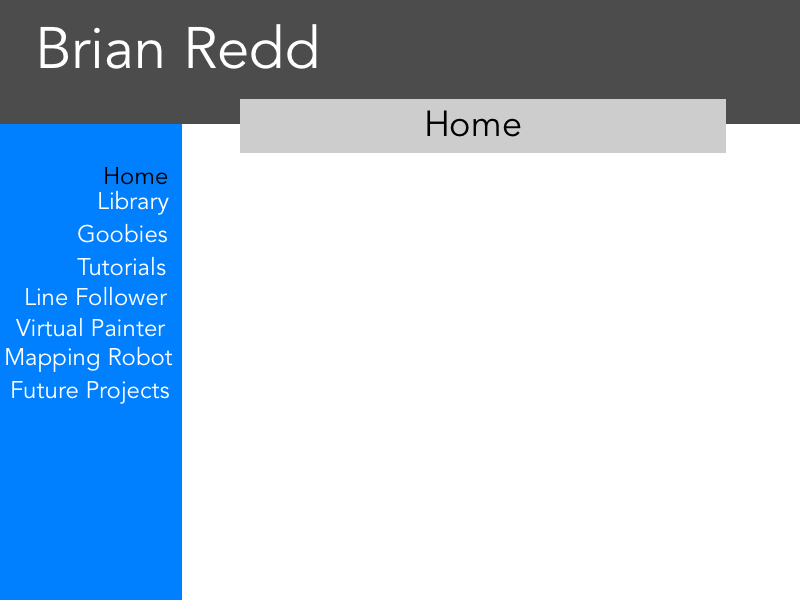 Brian Redd
Home
Home
Library
Goobies
Tutorials
Line Follower
Virtual Painter
Mapping Robot
Future Projects